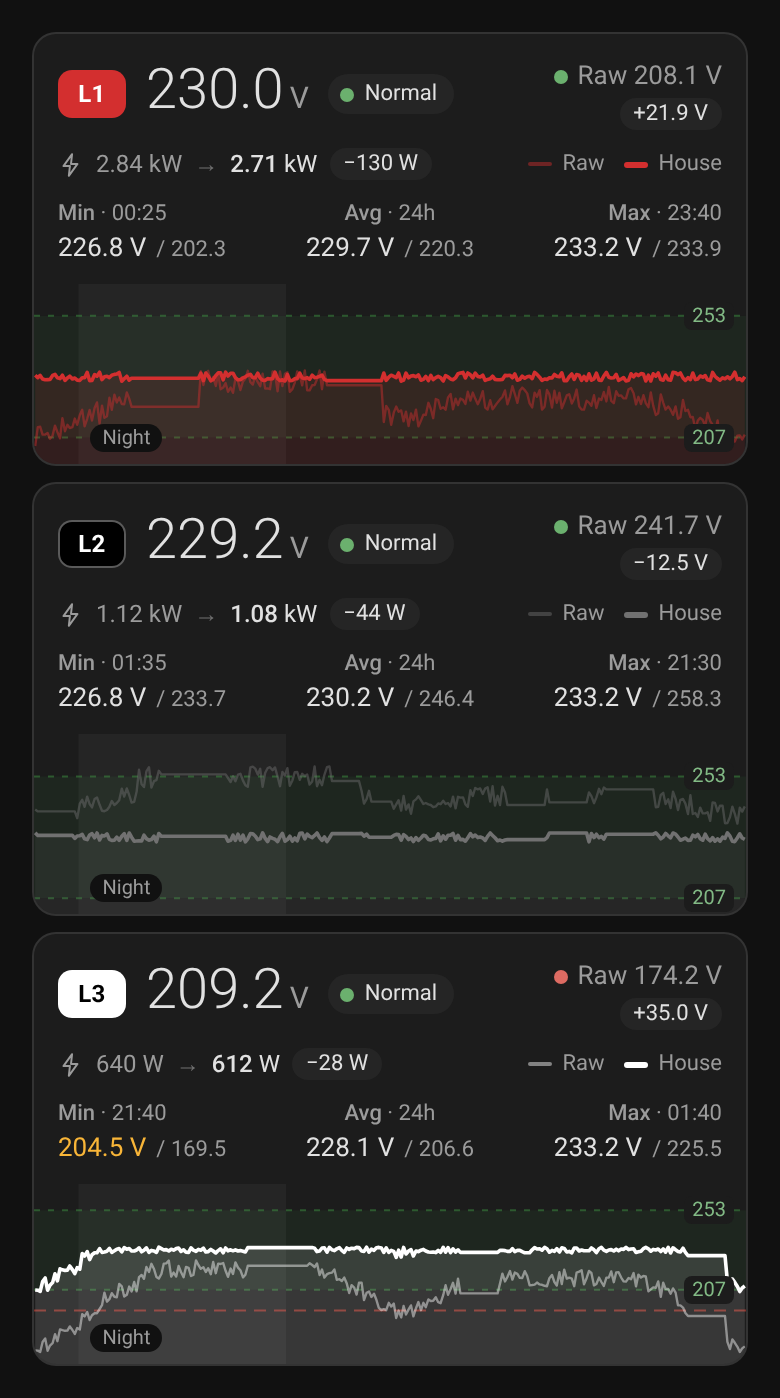 L1 230.0 V Normal Raw 208.1 V
+21.9 V
2.84 kW → 2.71 kW −130 W Raw House
Min · 00:25 Avg · 24h Max · 23:40
226.8 V / 202.3 229.7 V / 220.3 233.2 V / 233.9
253
Night 207
L2 229.2 V Normal Raw 241.7 V
−12.5 V
1.12 kW → 1.08 kW −44 W Raw House
Min · 01:35 Avg · 24h Max · 21:30
226.8 V / 233.7 230.2 V / 246.4 233.2 V / 258.3
253
Night 207
L3 209.2 V Normal Raw 174.2 V
+35.0 V
640 W → 612 W −28 W Raw House
Min · 21:40 Avg · 24h Max · 01:40
204.5 V / 169.5 228.1 V / 206.6 233.2 V / 225.5
253
207
Night